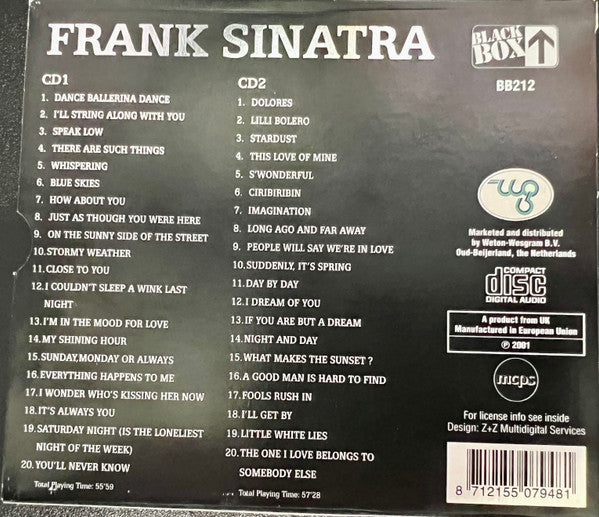 FRANK SINATRA
BLACK
BOX
BB212
CD1
1. DANCE BALLERINA DANCE
2. I'LL STRING ALONG WITH YOU
3. SPEAK LOW
4. THERE ARE SUCH THINGS
5. WHISPERING
6. BLUE SKIES
7. HOW ABOUT YOU
8. JUST AS THOUGH YOU WERE HERE
9. ON THE SUNNY SIDE OF THE STREET
10. STORMY WEATHER
11. CLOSE TO YOU
12. I COULDN'T SLEEP A WINK LAST
NIGHT
13. I'M IN THE MOOD FOR LOVE
14. MY SHINING HOUR
15. SUNDAY,MONDAY OR ALWAYS
16. EVERYTHING HAPPENS TO ME
17. I WONDER WHO'S KISSING HER NOW
18. IT'S ALWAYS YOU
19. SATURDAY NIGHT (IS THE LONELIEST
NIGHT OF THE WEEK)
20. YOU'LL NEVER KNOW
Total Playing Time: 55'59
CD2
1. DOLORES
2. LILLI BOLERO
3. STARDUST
4. THIS LOVE OF MINE
5. S'WONDERFUL
6. CIRIBIRIBIN
7. IMAGINATION
8. LONG AGO AND FAR AWAY
9. PEOPLE WILL SAY WE'RE IN LOVE
10. SUDDENLY, IT'S SPRING
11. DAY BY DAY
12. I DREAM OF YOU
13. IF YOU ARE BUT A DREAM
14. NIGHT AND DAY
15. WHAT MAKES THE SUNSET ?
16. A GOOD MAN IS HARD TO FIND
17. FOOLS RUSH IN
18. I'LL GET BY
19. LITTLE WHITE LIES
20. THE ONE I LOVE BELONGS TO
SOMEBODY ELSE
Total Playing Time: 57'28
Marketed and distributed
by Weton-Wesgram B.V.
Oud-Beijerland, the Netherlands
COMPACT
disc
DIGITAL AUDIO
A product from UK
Manufactured in European Union
℗ 2001
mcps
For license info see inside
Design: Z+Z Multidigital Services
8 712155 079481